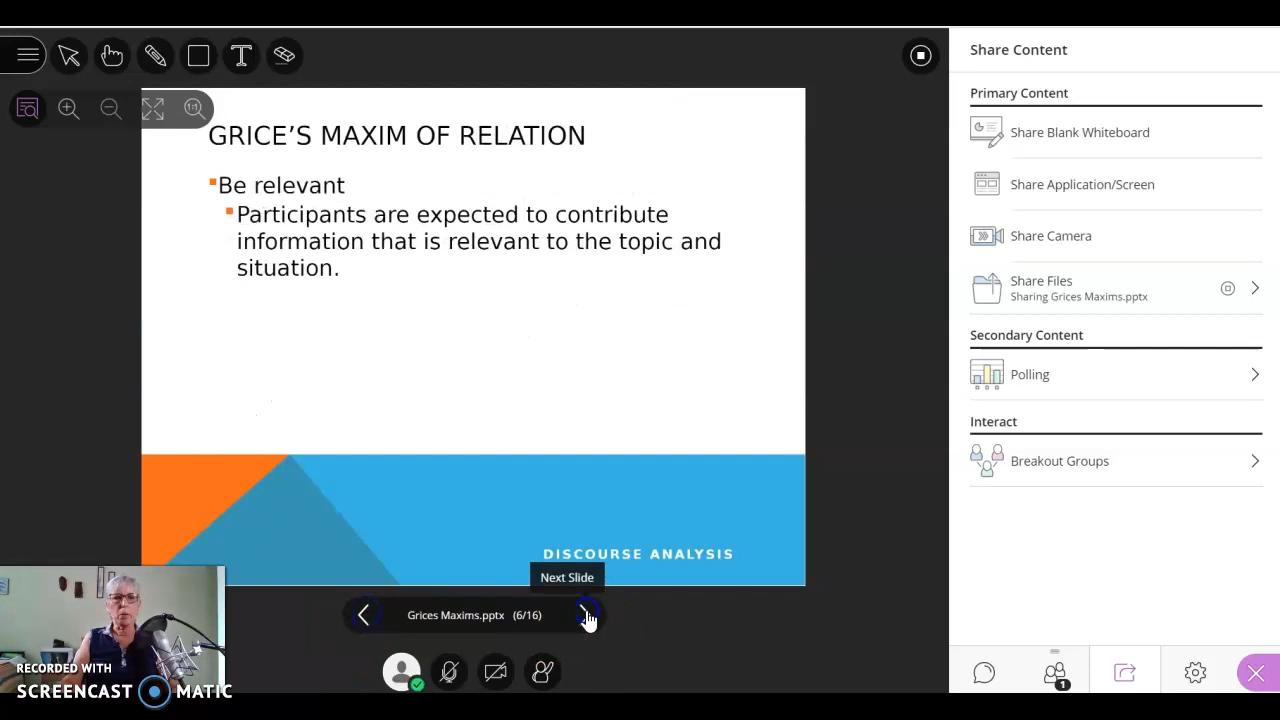 Share Content
Primary Content
1:1
GRICE'S MAXIM OF RELATION
Share Blank Whiteboard
Be relevant
Share Application/Screen
Participants are expected to contribute
information that is relevant to the topic and
situation.
Share Camera
Share Files
Sharing Grices Maxims.pptx
Secondary Content
Polling
Interact
Breakout Groups
DISCOURSE ANALYSIS
Next Slide
Grices Maxims.pptx (6/16)
RECORDED WITH
SCREENCAST MATIC
1